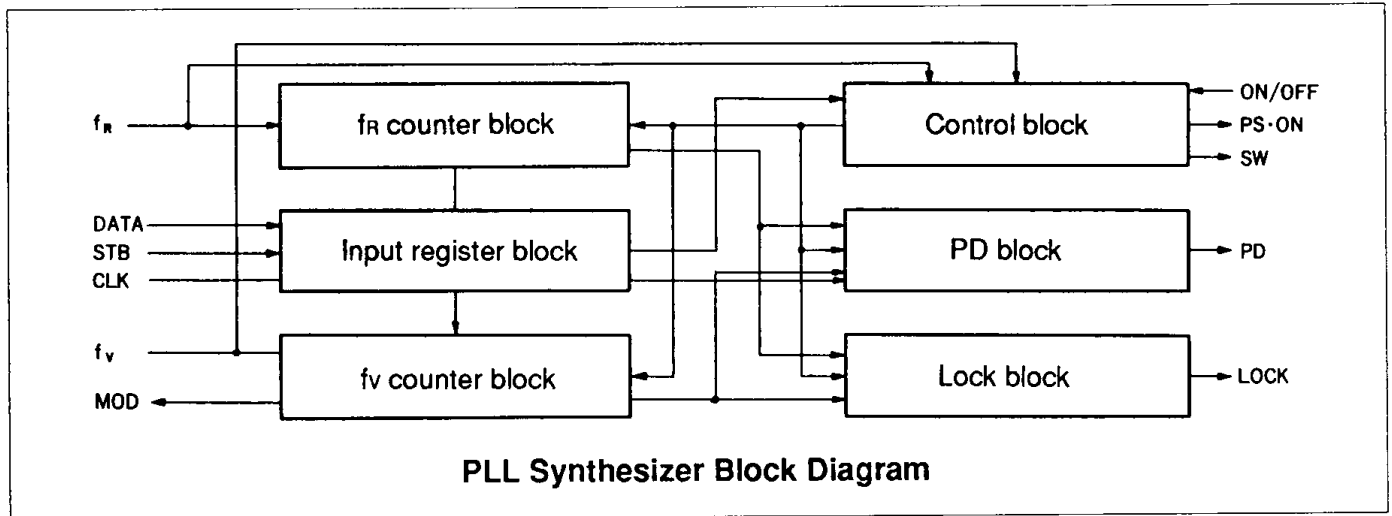 fR
DATA
STB
CLK
fV
MOD
fR counter block
Input register block
fV counter block
Control block
PD block
Lock block
ON/OFF
PS·ON
SW
PD
LOCK
PLL Synthesizer Block Diagram